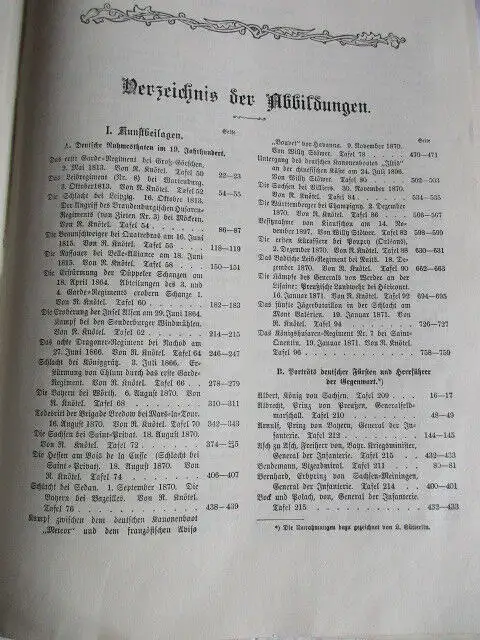 Verzeichnis der Abbildungen.
I. Kunstbeilagen.
Seite
A. Deutsche Ruhmesthaten im 19. Jahrhundert.
Das erste Garde-Regiment bei Groß-Görschen,
2. Mai 1813. Von R. Knötel. Tafel 50 22—23
Das Leibregiment (Nr. 8) bei Wartenburg,
3. Oktober 1813. Von R. Knötel. Tafel 52 54—55
Die Schlacht bei Leipzig. 16. Oktober 1813.
Der Angriff des Brandenburgischen Husaren-
Regiments (von Zieten Nr. 3) bei Möckern.
Von R. Knötel. Tafel 54 . . . . . . 86—87
Die Braunschweiger bei Quatrebras am 16. Juni
1815. Von R. Knötel. Tafel 56 . . . . 118—119
Die Nassauer bei Belle-Alliance am 18. Juni
1815. Von R. Knötel. Tafel 58 . . . . 150—151
Die Erstürmung der Düppeler Schanzen am
18. April 1864. Abteilungen des 3. und
4. Garde-Regiments erobern Schanze 1.
Von R. Knötel. Tafel 60 . . . . . . 182—183
Die Eroberung der Insel Alsen am 29. Juni 1864.
Kampf bei den Sonderburger Windmühlen.
Von R. Knötel. Tafel 62 . . . . . . 214—215
Das achte Dragoner-Regiment bei Nachod am
27. Juni 1866. Von R. Knötel. Tafel 64 246—247
Schlacht bei Königgrätz. 3. Juli 1866. Er-
stürmung von Chlum durch das erste Garde-
Regiment. Von R. Knötel. Tafel 66 . . . 278—279
Die Bayern bei Wörth. 6. August 1870. Von
R. Knötel. Tafel 68 . . . . . . . 310—311
Todesritt der Brigade Bredow bei Mars-la-Tour.
16. August 1870. Von R. Knötel. Tafel 70 342—343
Die Sachsen bei Saint-Privat. 18. August 1870.
Von R. Knötel. Tafel 72 . . . . . . 374—375
Die Hessen am Bois de la Cusse (Schlacht bei
Saint-Privat). 18. August 1870. Von
R. Knötel. Tafel 74 . . . . . . . 406—407
Schlacht bei Sedan. 1. September 1870. Die
Bayern bei Bazeilles. Von R. Knötel.
Tafel 76 . . . . . . . . . . 438—439
Kampf zwischen dem deutschen Kanonenboot
„Meteor“ und dem französischen Aviso
Seite
„Bouvet“ vor Havanna. 9. November 1870.
Von Willy Stöwer. Tafel 78 . . . . 470—471
Untergang des deutschen Kanonenbootes „Iltis“
an der chinesischen Küste am 24. Juli 1896.
Von Willy Stöwer. Tafel 80 . . . . . 502—503
Die Sachsen bei Villiers. 30. November 1870.
Von R. Knötel. Tafel 84 . . . . . . 534—535
Die Württemberger bei Champigny. 2. Dezember
1870. Von R. Knötel. Tafel 86 . . . . 566—567
Besitznahme von Kiautschou am 14. No-
vember 1897. Von Willy Stöwer. Tafel 83 598—599
Die ersten Kürassiere bei Poupry (Orléans).
2. Dezember 1870. Von R. Knötel. Tafel 88 630—631
Das Badische Leib-Regiment bei Nuits. 18. De-
zember 1870. Von R. Knötel. Tafel 90 662—663
Die Kämpfe des Generals von Werder an der
Lisaine: Preußische Landwehr bei Héricourt.
16. Januar 1871. Von R. Knötel. Tafel 92 694—695
Das fünfte Jägerbataillon in der Schlacht am
Mont Valérien. 19. Januar 1871. Von
R. Knötel. Tafel 94 . . . . . . . 726—727
Das Königshusaren-Regiment Nr. 7 bei Saint-
Quentin. 19. Januar 1871. Von R. Knötel.
Tafel 96 . . . . . . . . . . 758—759
B. Porträts deutscher Fürsten und Heerführer
der Gegenwart.*)
Albert, König von Sachsen. Tafel 209 . . . 16—17
Albrecht, Prinz von Preußen, Generalfeld-
marschall. Tafel 210 . . . . . . . 48—49
Arnulf, Prinz von Bayern, General der In-
fanterie. Tafel 212 . . . . . . . 144—145
Asch zu Asch, Freiherr von, Bayr. Kriegsminister,
General der Infanterie. Tafel 215 . . . 432—433
Bendemann, Vizeadmiral. Tafel 211 . . . . 80—81
Bernhard, Erbprinz von Sachsen-Meiningen,
General der Infanterie. Tafel 214 . . . 400—401
Bock und Polach, von, General der Infanterie.
Tafel 215 . . . . . . . . . . 432—433
*) Die Umrahmungen dazu gezeichnet von L. Sütterlin.